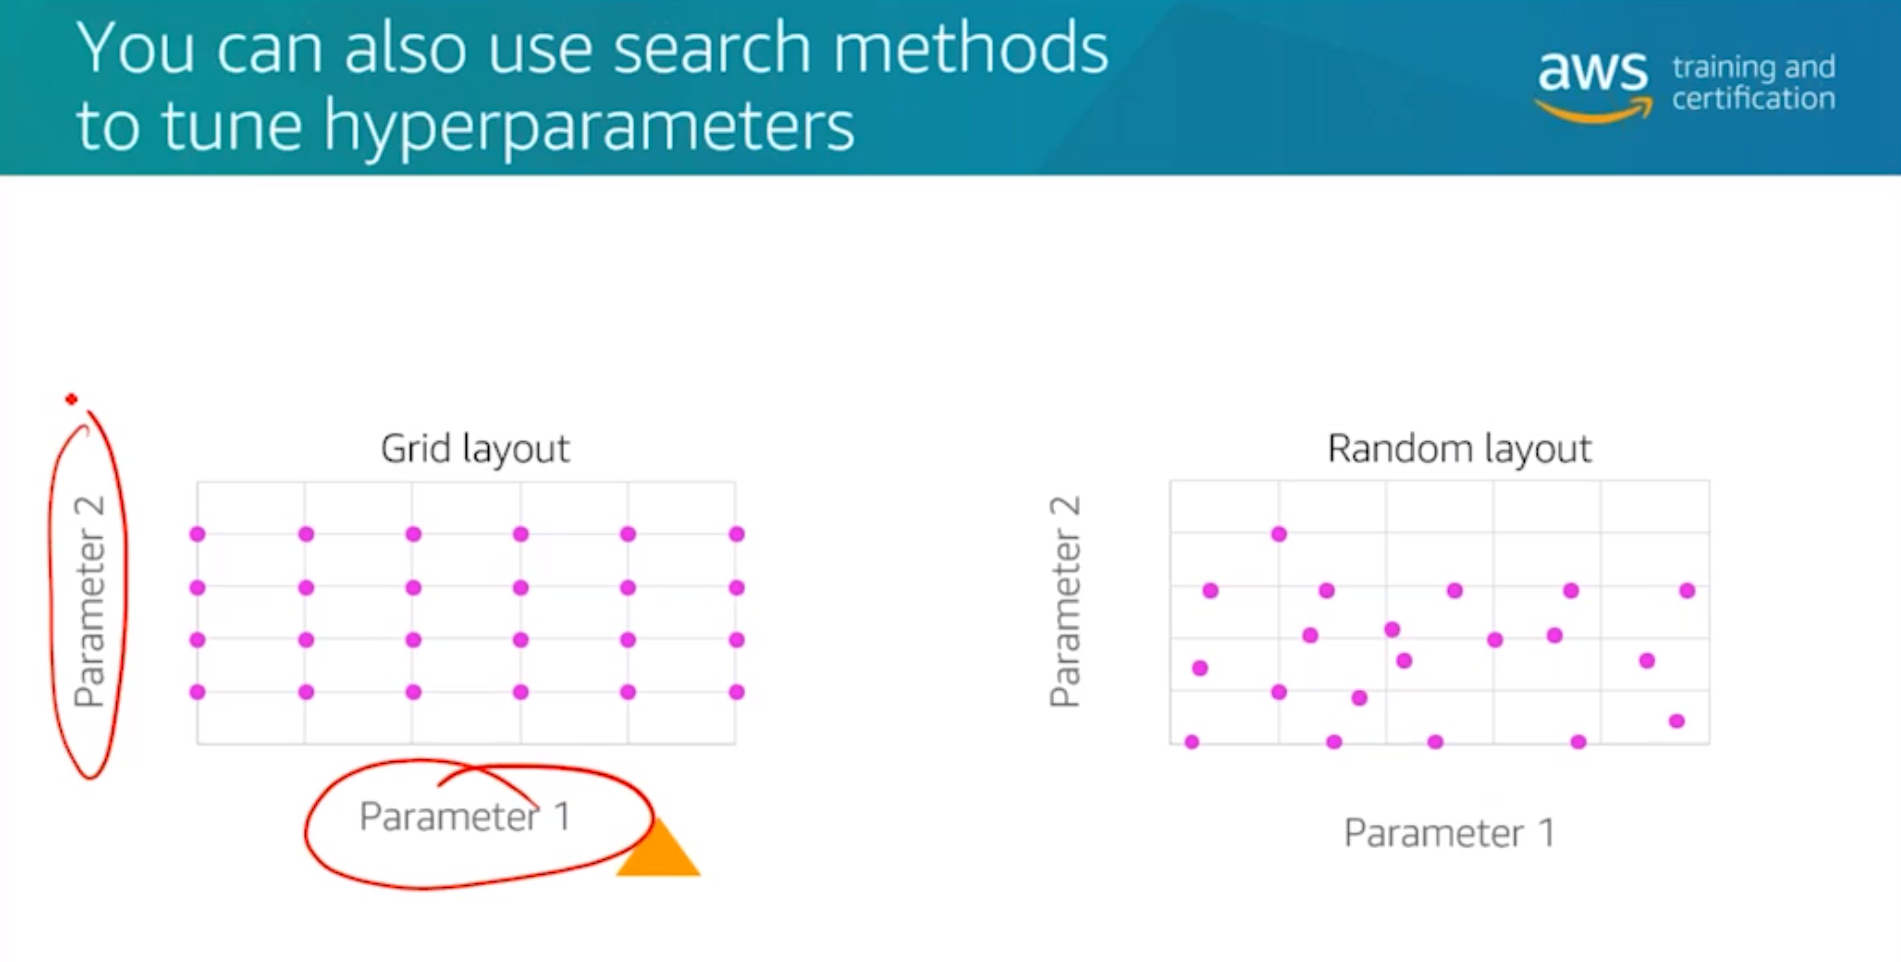 You can also use search methods
to tune hyperparameters
aws
training and
certification
Grid layout
Parameter 2
Parameter 1
Random layout
Parameter 2
Parameter 1